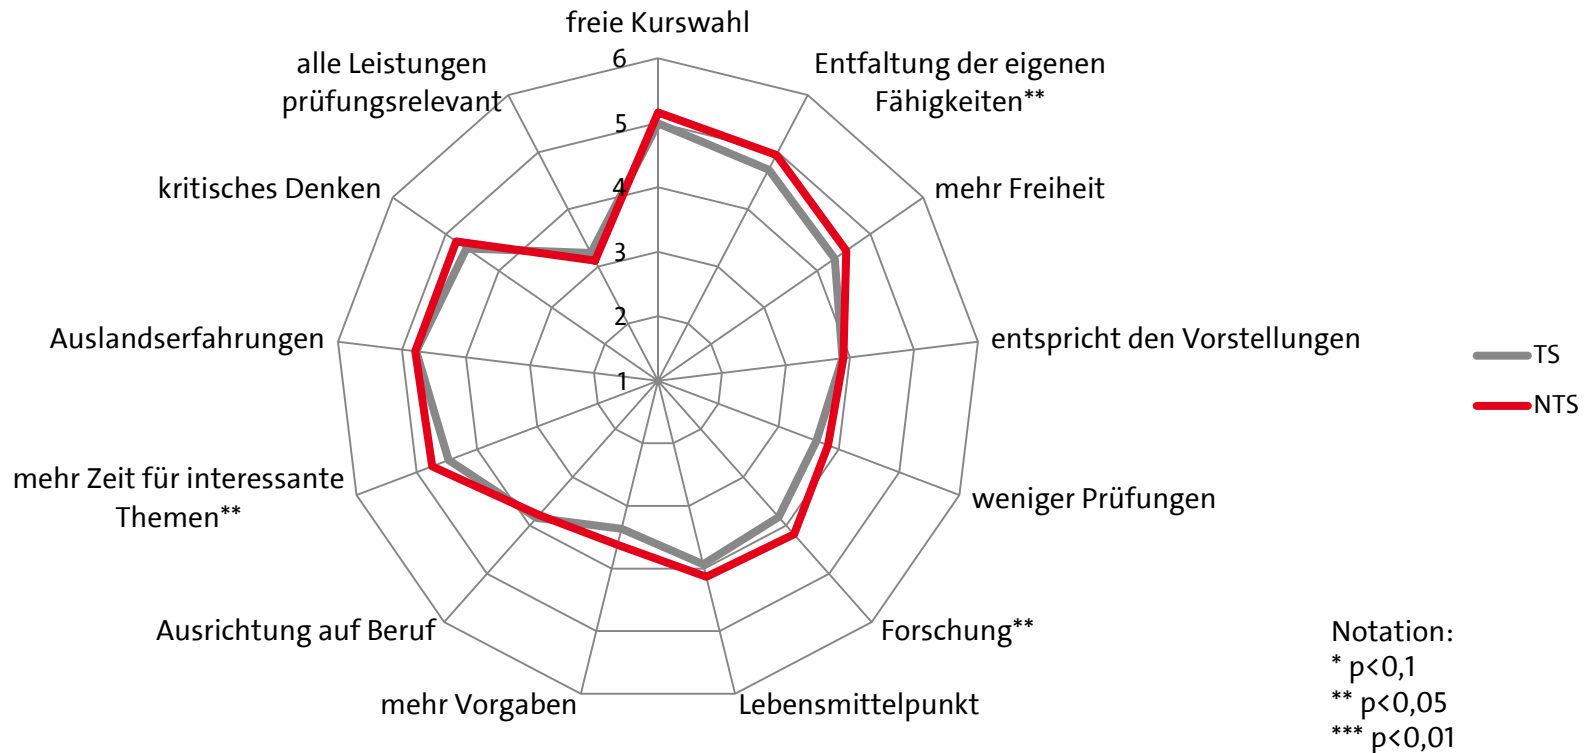 freie Kurswahl
Entfaltung der eigenen
Fähigkeiten**
mehr Freiheit
entspricht den Vorstellungen
weniger Prüfungen
Forschung**
Lebensmittelpunkt
mehr Vorgaben
Ausrichtung auf Beruf
mehr Zeit für interessante
Themen**
Auslandserfahrungen
kritisches Denken
alle Leistungen
prüfungsrelevant
6
5
4
3
2
1
TS
NTS
Notation:
* p<0,1
** p<0,05
*** p<0,01